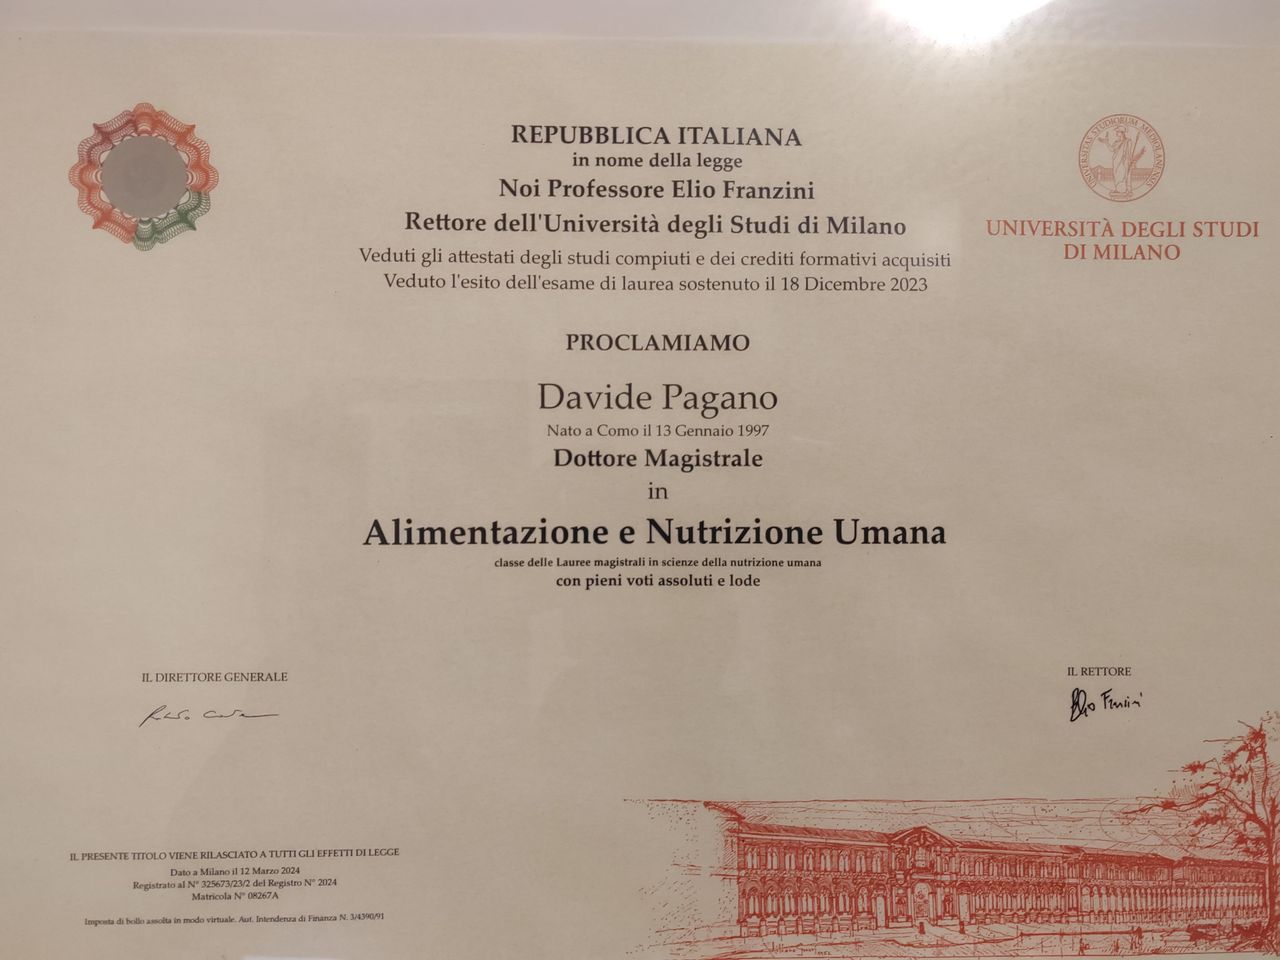 REPUBBLICA ITALIANA
in nome della legge
Noi Professore Elio Franzini
Rettore dell'Università degli Studi di Milano
Veduti gli attestati degli studi compiuti e dei crediti formativi acquisiti
Veduto l'esito dell'esame di laurea sostenuto il 18 Dicembre 2023
UNIVERSITAS STUDIORUM MEDIOLANENSIS
UNIVERSITÀ DEGLI STUDI
DI MILANO
PROCLAMIAMO
Davide Pagano
Nato a Como il 13 Gennaio 1997
Dottore Magistrale
in
Alimentazione e Nutrizione Umana
classe delle Lauree magistrali in scienze della nutrizione umana
con pieni voti assoluti e lode
IL DIRETTORE GENERALE
IL RETTORE
Elio Franzini
IL PRESENTE TITOLO VIENE RILASCIATO A TUTTI GLI EFFETTI DI LEGGE
Dato a Milano il 12 Marzo 2024
Registrato al N° 325673/23/2 del Registro N° 2024
Matricola N° 08267A
Imposta di bollo assolta in modo virtuale. Aut. Intendenza di Finanza N. 3/4390/91